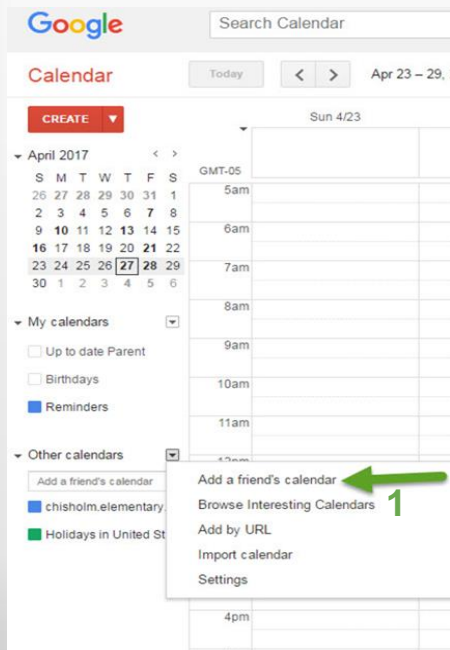 Google
Search Calendar
Calendar
Today < > Apr 23 – 29,
CREATE
Sun 4/23
April 2017 < >
S M T W T F S
26 27 28 29 30 31 1
2 3 4 5 6 7 8
9 10 11 12 13 14 15
16 17 18 19 20 21 22
23 24 25 26 27 28 29
30 1 2 3 4 5 6
GMT-05
5am
6am
7am
8am
9am
10am
11am
12pm
My calendars
Up to date Parent
Birthdays
Reminders
Other calendars
Add a friend's calendar
chisholm.elementary
Holidays in United St
Add a friend's calendar
Browse Interesting Calendars
1
Add by URL
Import calendar
Settings
4pm